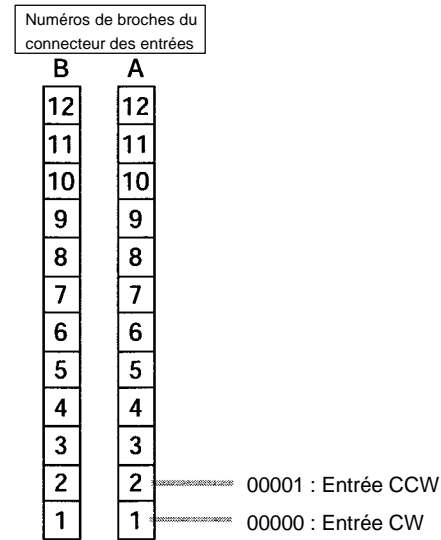 Numéros de broches du
connecteur des entrées
B A
12 12
11 11
10 10
9 9
8 8
7 7
6 6
5 5
4 4
3 3
2 2 00001 : Entrée CCW
1 1 00000 : Entrée CW